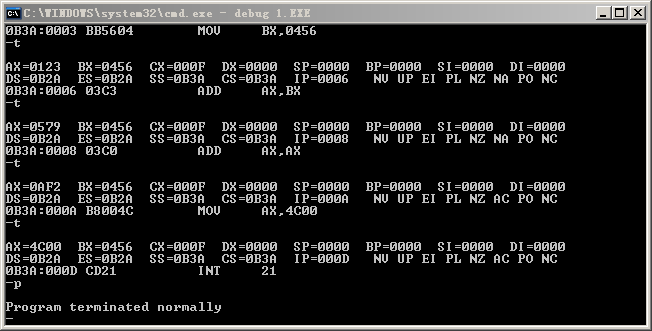 C:\WINDOWS\system32\cmd.exe - debug 1.EXE
0B3A:0003 BB5604        MOV     BX,0456
-t
AX=0123  BX=0456  CX=000F  DX=0000  SP=0000  BP=0000  SI=0000  DI=0000
DS=0B2A  ES=0B2A  SS=0B3A  CS=0B3A  IP=0006   NV UP EI PL NZ NA PO NC
0B3A:0006 03C3          ADD     AX,BX
-t
AX=0579  BX=0456  CX=000F  DX=0000  SP=0000  BP=0000  SI=0000  DI=0000
DS=0B2A  ES=0B2A  SS=0B3A  CS=0B3A  IP=0008   NV UP EI PL NZ NA PO NC
0B3A:0008 03C0          ADD     AX,AX
-t
AX=0AF2  BX=0456  CX=000F  DX=0000  SP=0000  BP=0000  SI=0000  DI=0000
DS=0B2A  ES=0B2A  SS=0B3A  CS=0B3A  IP=000A   NV UP EI PL NZ AC PO NC
0B3A:000A B8004C        MOV     AX,4C00
-t
AX=4C00  BX=0456  CX=000F  DX=0000  SP=0000  BP=0000  SI=0000  DI=0000
DS=0B2A  ES=0B2A  SS=0B3A  CS=0B3A  IP=000D   NV UP EI PL NZ AC PO NC
0B3A:000D CD21          INT     21
-p
Program terminated normally
-